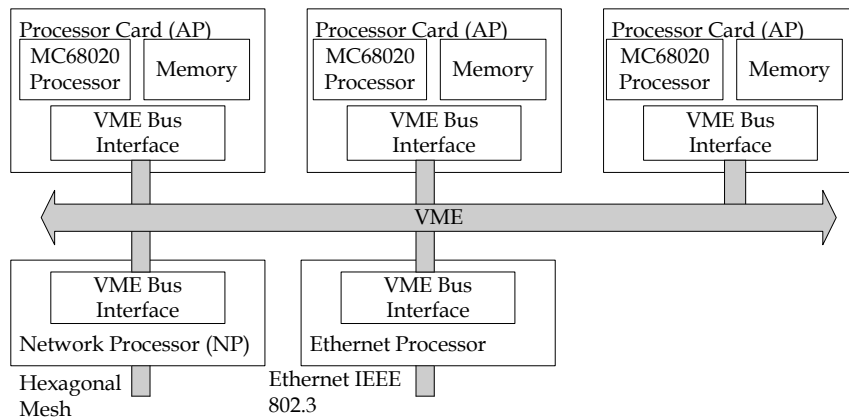 Processor Card (AP)
MC68020
Processor
Memory
VME Bus
Interface
Processor Card (AP)
MC68020
Processor
Memory
VME Bus
Interface
Processor Card (AP)
MC68020
Processor
Memory
VME Bus
Interface
VME
VME Bus
Interface
Network Processor (NP)
Hexagonal
Mesh
VME Bus
Interface
Ethernet Processor
Ethernet IEEE
802.3